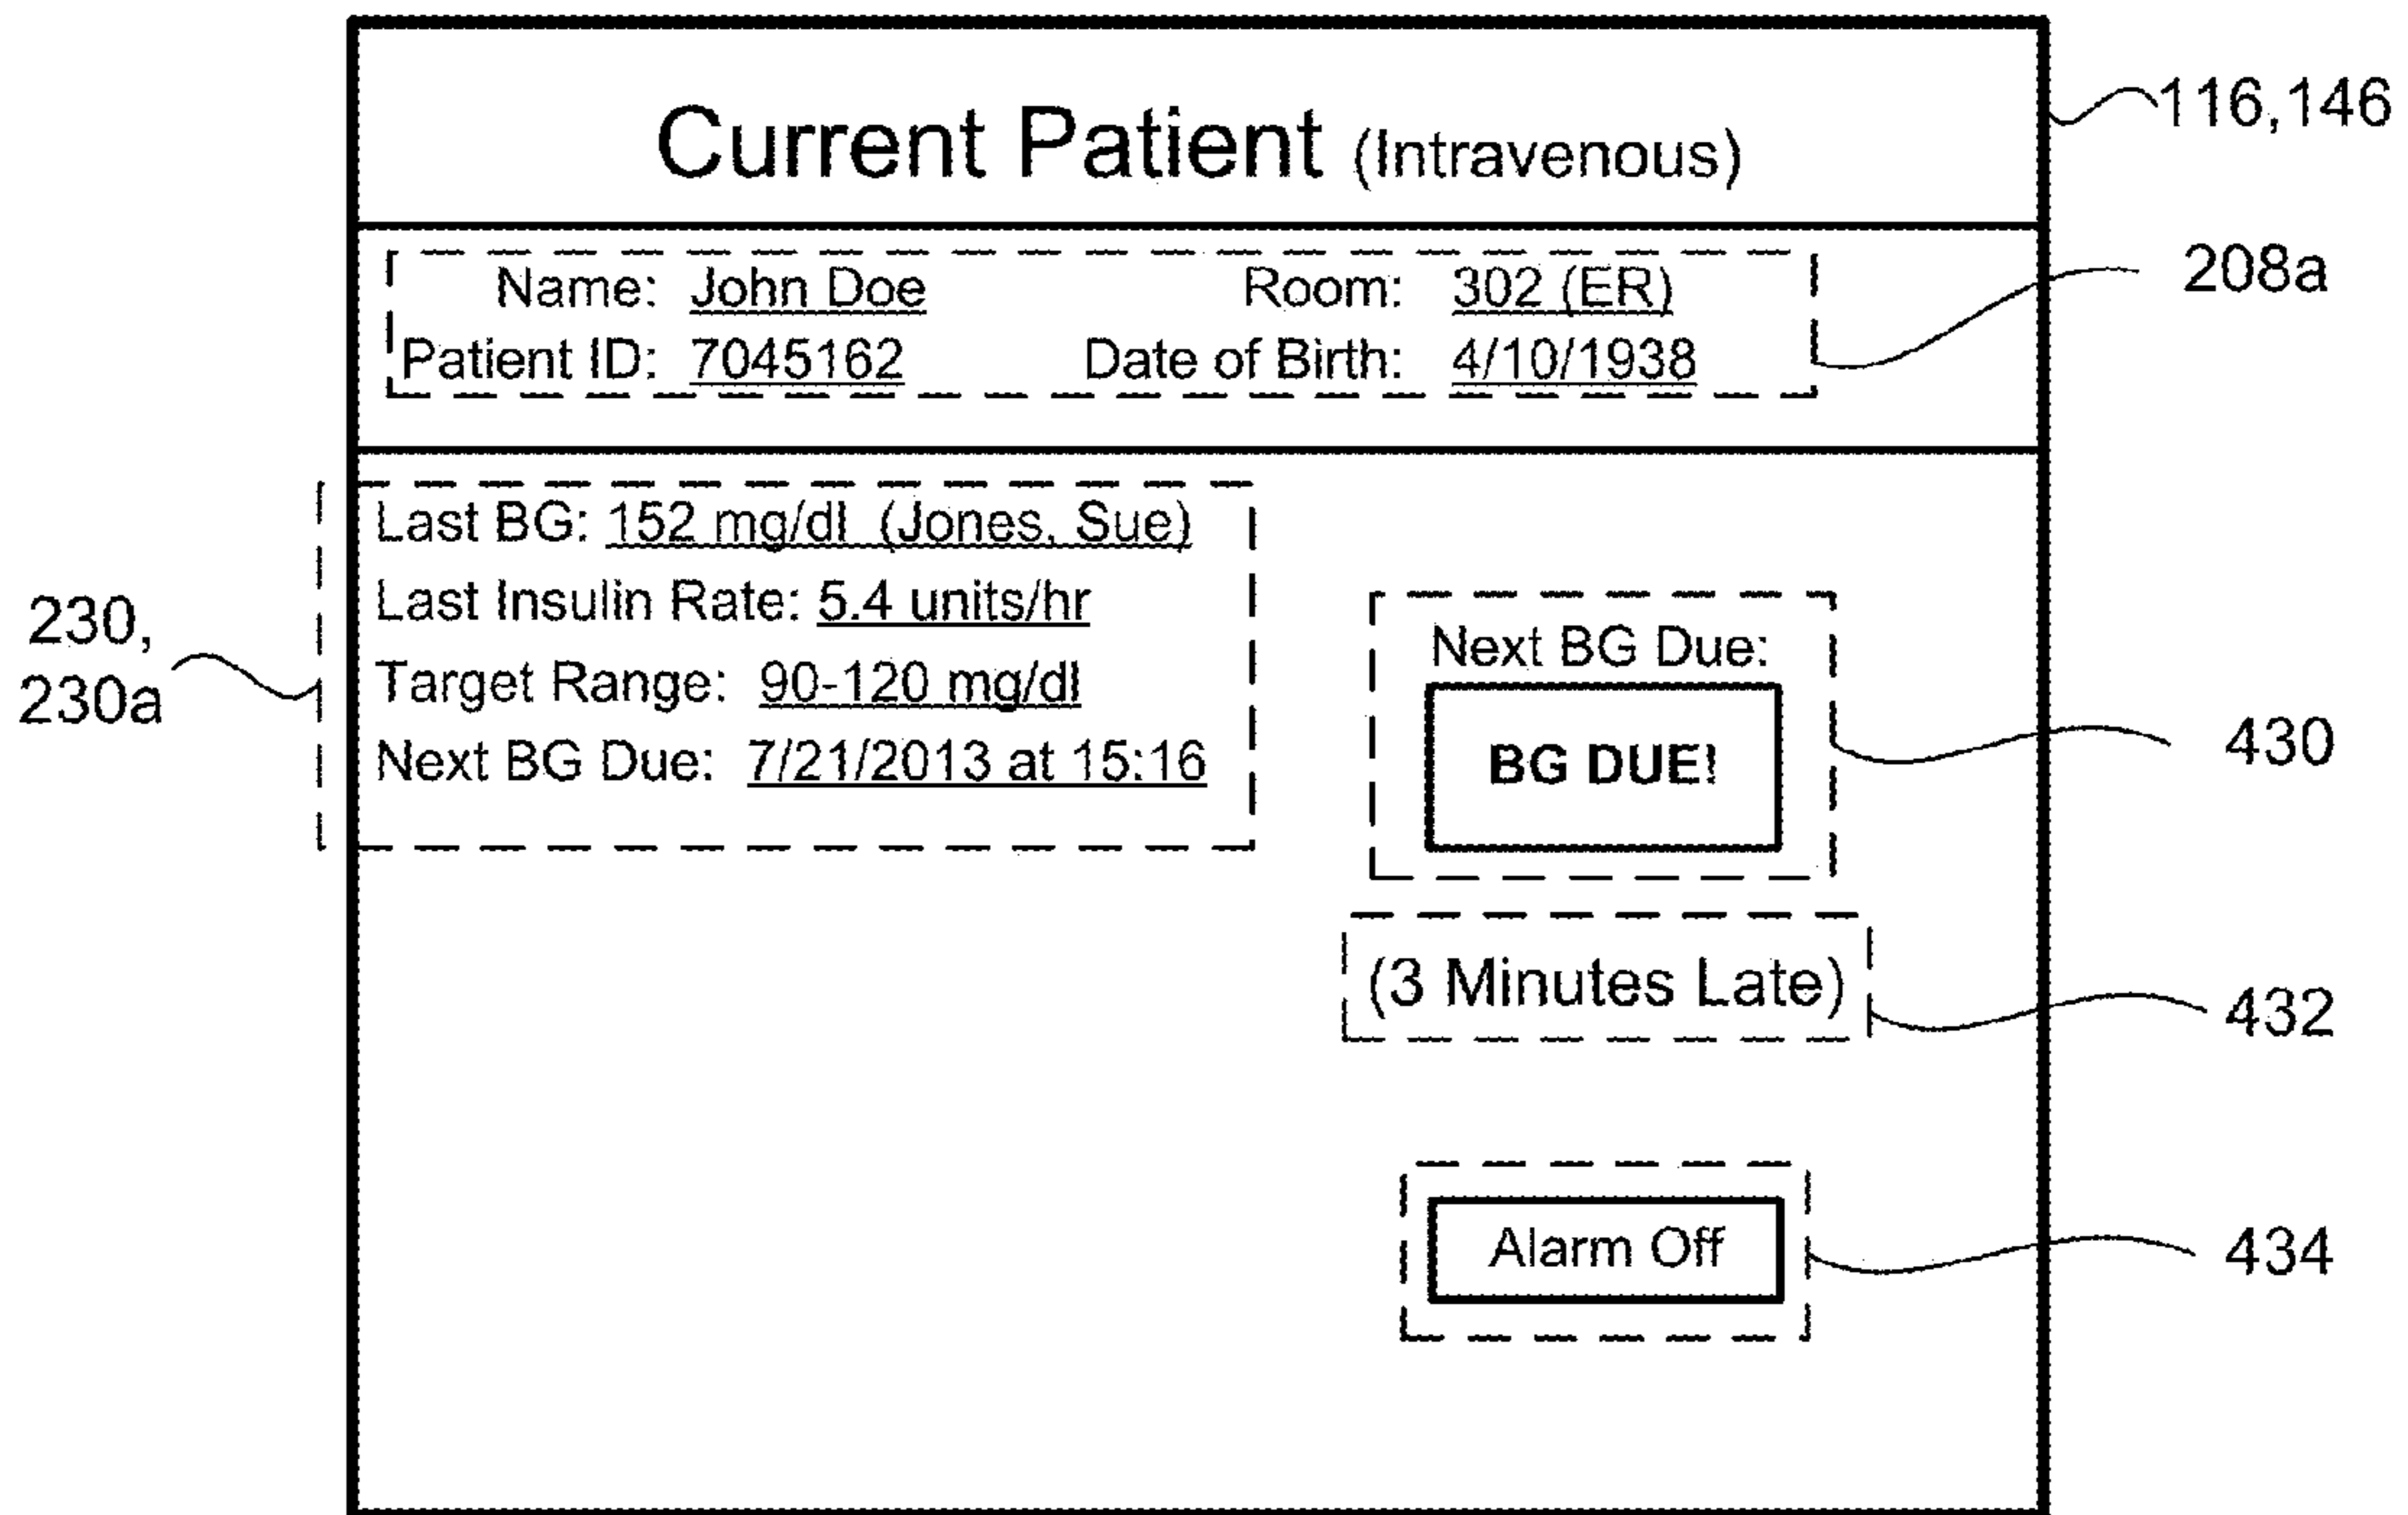 Current Patient (Intravenous)
116,146
Name: John Doe Room: 302 (ER)
208a
Patient ID: 7045162 Date of Birth: 4/10/1938
Last BG: 152 mg/dl (Jones, Sue)
Last Insulin Rate: 5.4 units/hr
Target Range: 90-120 mg/dl
Next BG Due: 7/21/2013 at 15:16
230,
230a
Next BG Due:
BG DUE!
430
(3 Minutes Late)
432
Alarm Off
434